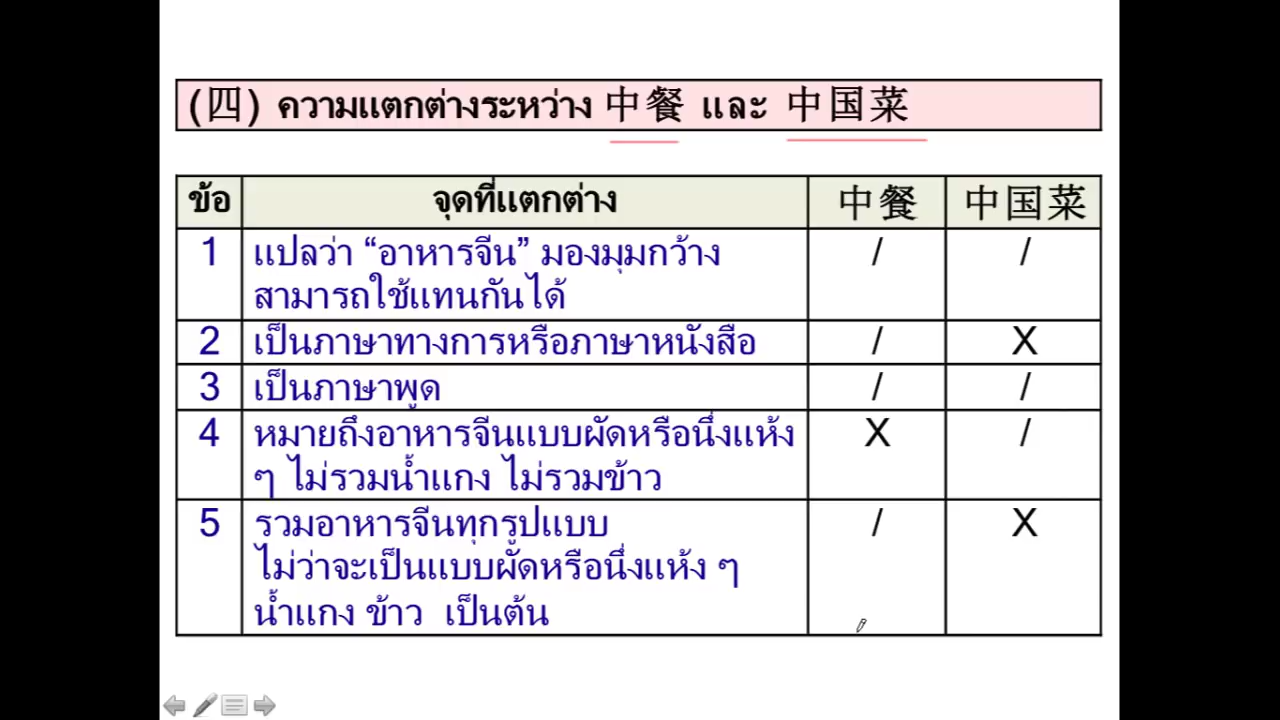 (四) ความแตกต่างระหว่าง 中餐 และ 中国菜
ข้อ จุดที่แตกต่าง 中餐 中国菜
1 แปลว่า “อาหารจีน” มองมุมกว้าง / /
สามารถใช้แทนกันได้
2 เป็นภาษาทางการหรือภาษาหนังสือ / X
3 เป็นภาษาพูด / /
4 หมายถึงอาหารจีนแบบผัดหรือนึ่งแห้ง X /
ๆ ไม่รวมน้ำแกง ไม่รวมข้าว
5 รวมอาหารจีนทุกรูปแบบ / X
ไม่ว่าจะเป็นแบบผัดหรือนึ่งแห้ง ๆ
น้ำแกง ข้าว เป็นต้น